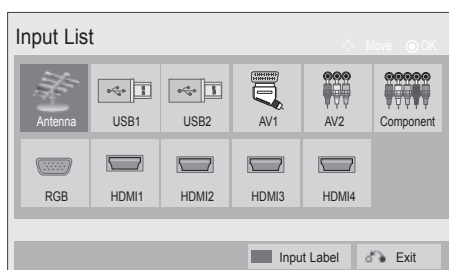 Input List
Move OK
Antenna USB1 USB2 AV1 AV2 Component
RGB HDMI1 HDMI2 HDMI3 HDMI4
Input Label Exit